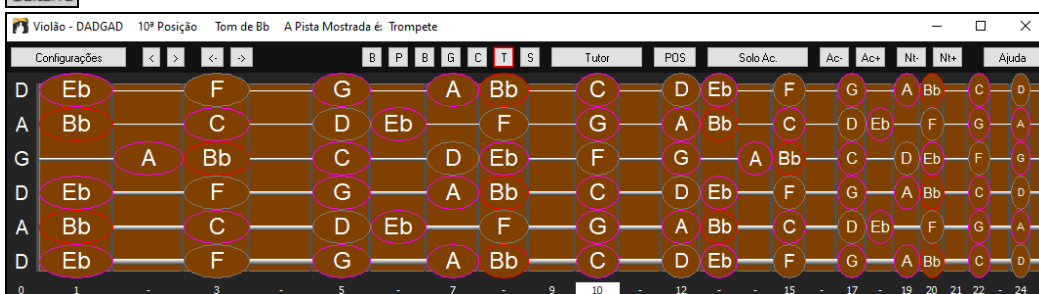 Violão - DADGAD 10ª Posição Tom de Bb A Pista Mostrada é: Trompete
Configurações < > <- -> B P B G C T S Tutor POS Solo Ac. Ac- Ac+ Nt- Nt+ Ajuda
D Eb F G A Bb C D Eb F G A Bb C D
A Bb C D Eb F G A Bb C D Eb F G A
G A Bb C D Eb F G A Bb C D Eb F G
D Eb F G A Bb C D Eb F G A Bb C D
A Bb C D Eb F G A Bb C D Eb F G A
D Eb F G A Bb C D Eb F G A Bb C D
0 1 - 3 - 5 - 7 - 9 10 - 12 - - 15 - 17 - 19 20 21 22 - 24